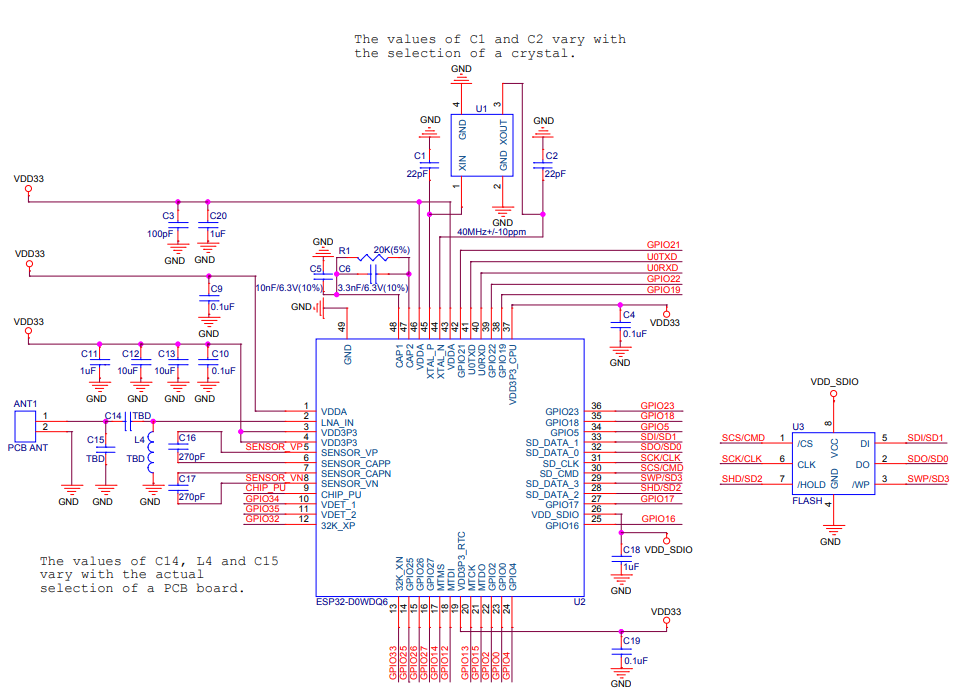 The values of C1 and C2 vary with
the selection of a crystal.
GND
U1
4
3
GND
XOUT
XIN
GND
1
2
GND
GND
C1
22pF
GND
C2
22pF
40MHz+/-10ppm
VDD33
C3
100pF
C20
1uF
GND
GND
VDD33
C9
0.1uF
GND
VDD33
C11
1uF
C12
10uF
C13
10uF
C10
0.1uF
GND
GND
GND
GND
GND
R1
20K(5%)
C5
C6
10nF/6.3V(10%)
3.3nF/6.3V(10%)
GND
GPIO21
U0TXD
U0RXD
GPIO22
GPIO19
C4
0.1uF
VDD33
GND
49
48
47
46
45
44
43
42
41
40
39
38
37
GND
CAP1
CAP2
VDDA
XTAL_P
XTAL_N
VDDA
GPIO21
U0TXD
U0RXD
GPIO22
GPIO19
VDD3P3_CPU
ANT1
1
2
PCB ANT
C14
TBD
C15
TBD
L4
TBD
C16
270pF
C17
270pF
GND
GND
GND
SENSOR_VP
SENSOR_VN
CHIP_PU
GPIO34
GPIO35
GPIO32
1 VDDA
2 LNA_IN
3 VDD3P3
4 VDD3P3
5 SENSOR_VP
6 SENSOR_CAPP
7 SENSOR_CAPN
8 SENSOR_VN
9 CHIP_PU
10 VDET_1
11 VDET_2
12 32K_XP
GPIO23 36 GPIO23
GPIO18 35 GPIO18
GPIO5 34 GPIO5
SD_DATA_1 33 SDI/SD1
SD_DATA_0 32 SDO/SD0
SD_CLK 31 SCK/CLK
SD_CMD 30 SCS/CMD
SD_DATA_3 29 SWP/SD3
SD_DATA_2 28 SHD/SD2
GPIO17 27 GPIO17
VDD_SDIO 26
GPIO16 25 GPIO16
C18
1uF
VDD_SDIO
GND
32K_XN
GPIO25
GPIO26
GPIO27
MTMS
MTDI
VDD3P3_RTC
MTCK
MTDO
GPIO2
GPIO0
GPIO4
ESP32-D0WDQ6
U2
13
14
15
16
17
18
19
20
21
22
23
24
GPIO33
GPIO25
GPIO26
GPIO27
GPIO14
GPIO12
GPIO13
GPIO15
GPIO2
GPIO0
GPIO4
VDD33
C19
0.1uF
GND
VDD_SDIO
8
U3
SCS/CMD 1 /CS
SCK/CLK 6 CLK
SHD/SD2 7 /HOLD
VCC
GND
DI 5 SDI/SD1
DO 2 SDO/SD0
/WP 3 SWP/SD3
FLASH
4
GND
The values of C14, L4 and C15
vary with the actual
selection of a PCB board.